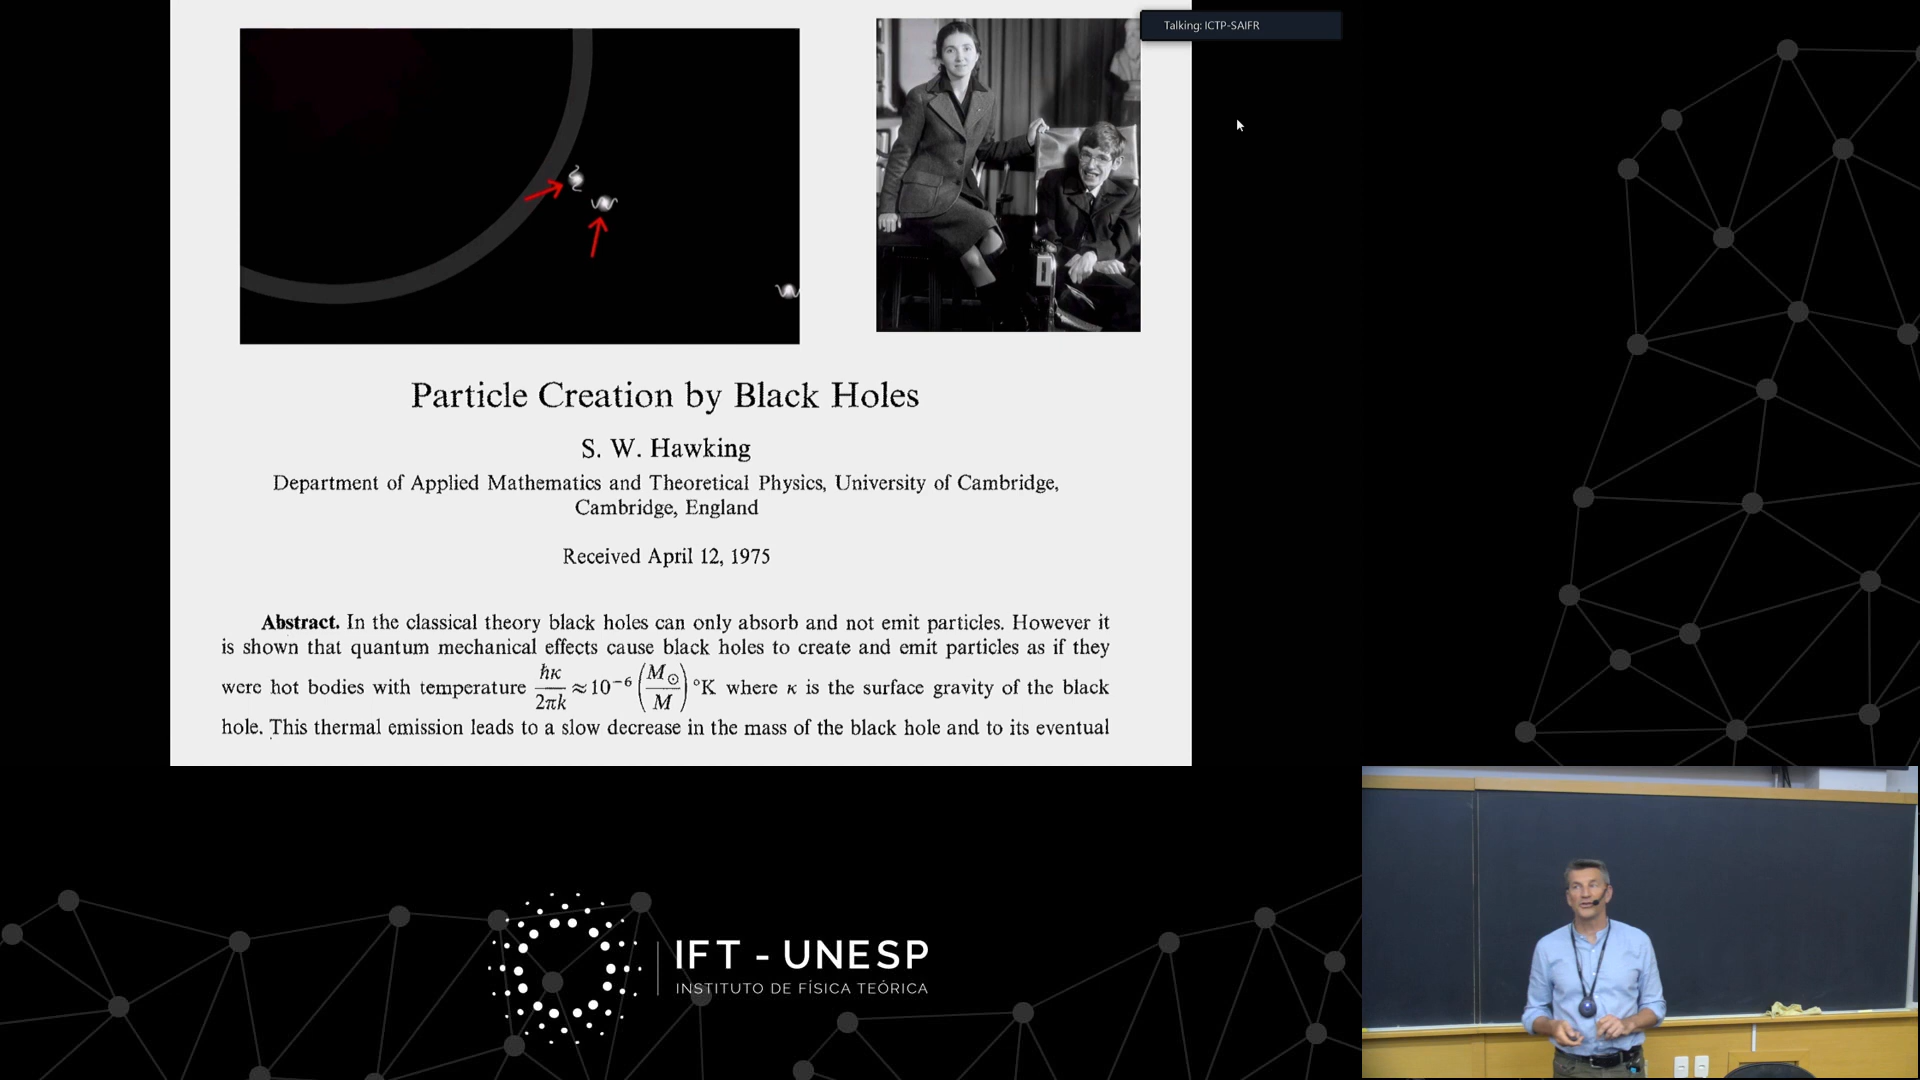 Talking: ICTP-SAIFR
Particle Creation by Black Holes
S. W. Hawking
Department of Applied Mathematics and Theoretical Physics, University of Cambridge,
Cambridge, England
Received April 12, 1975
Abstract. In the classical theory black holes can only absorb and not emit particles. However it
is shown that quantum mechanical effects cause black holes to create and emit particles as if they
were hot bodies with temperature ħκ/2πk ≈ 10⁻⁶ (M☉/M) °K where κ is the surface gravity of the black
hole. This thermal emission leads to a slow decrease in the mass of the black hole and to its eventual
IFT - UNESP
INSTITUTO DE FÍSICA TEÓRICA